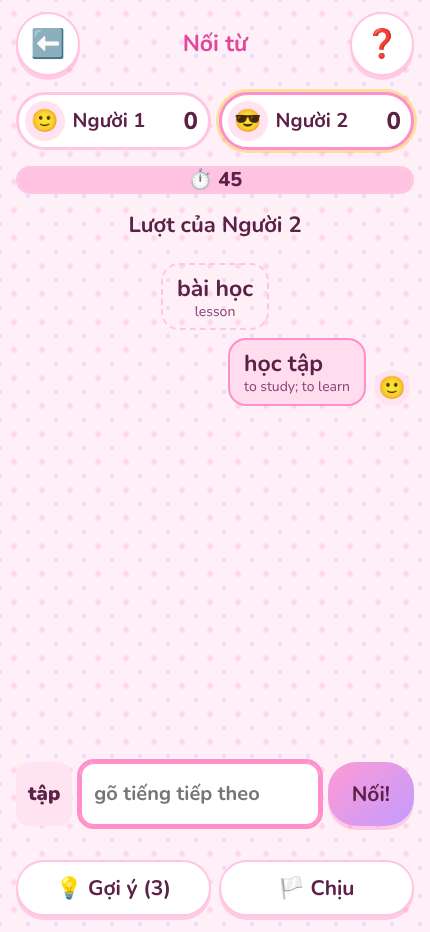 Nối từ
Người 1
0
Người 2
0
45
Lượt của Người 2
bài học
lesson
học tập
to study; to learn
tập
gõ tiếng tiếp theo
Nối!
Gợi ý (3)
Chịu